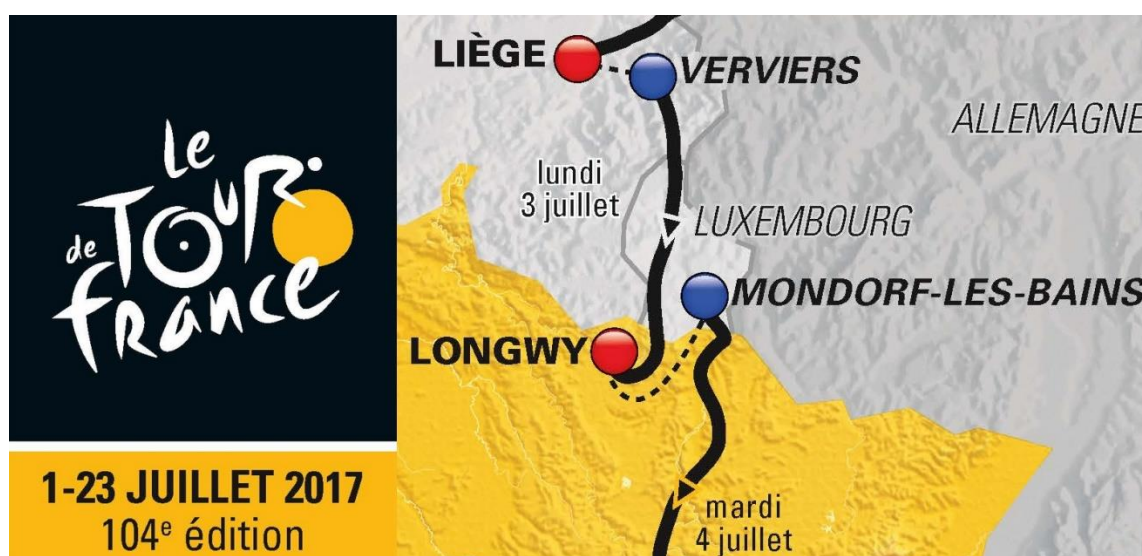 Le
TOUR
de
FRANCE
1-23 JUILLET 2017
104e édition
LIÈGE
VERVIERS
ALLEMAGNE
lundi
3 juillet
LUXEMBOURG
MONDORF-LES-BAINS
LONGWY
mardi
4 juillet